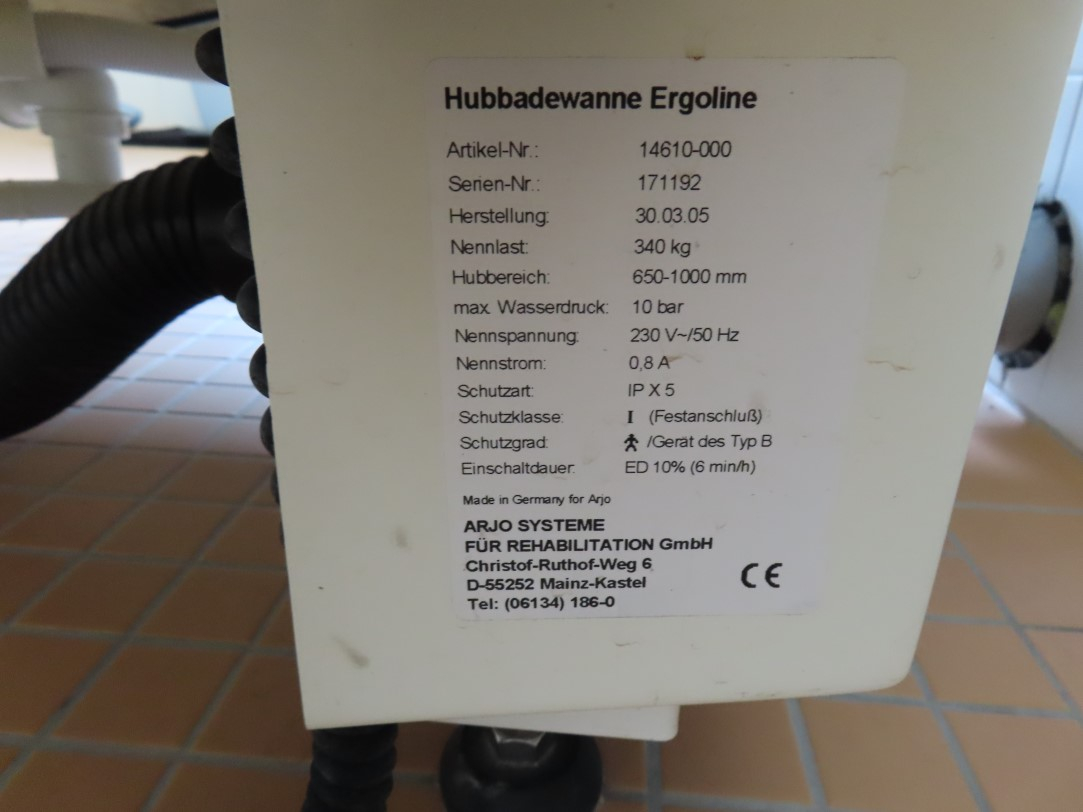 Hubbadewanne Ergoline
Artikel-Nr.: 14610-000
Serien-Nr.: 171192
Herstellung: 30.03.05
Nennlast: 340 kg
Hubbereich: 650-1000 mm
max. Wasserdruck: 10 bar
Nennspannung: 230 V~/50 Hz
Nennstrom: 0,8 A
Schutzart: IP X 5
Schutzklasse: I (Festanschluß)
Schutzgrad: /Gerät des Typ B
Einschaltdauer: ED 10% (6 min/h)
Made in Germany for Arjo
ARJO SYSTEME
FÜR REHABILITATION GmbH
Christof-Ruthof-Weg 6
D-55252 Mainz-Kastel
Tel: (06134) 186-0
CE